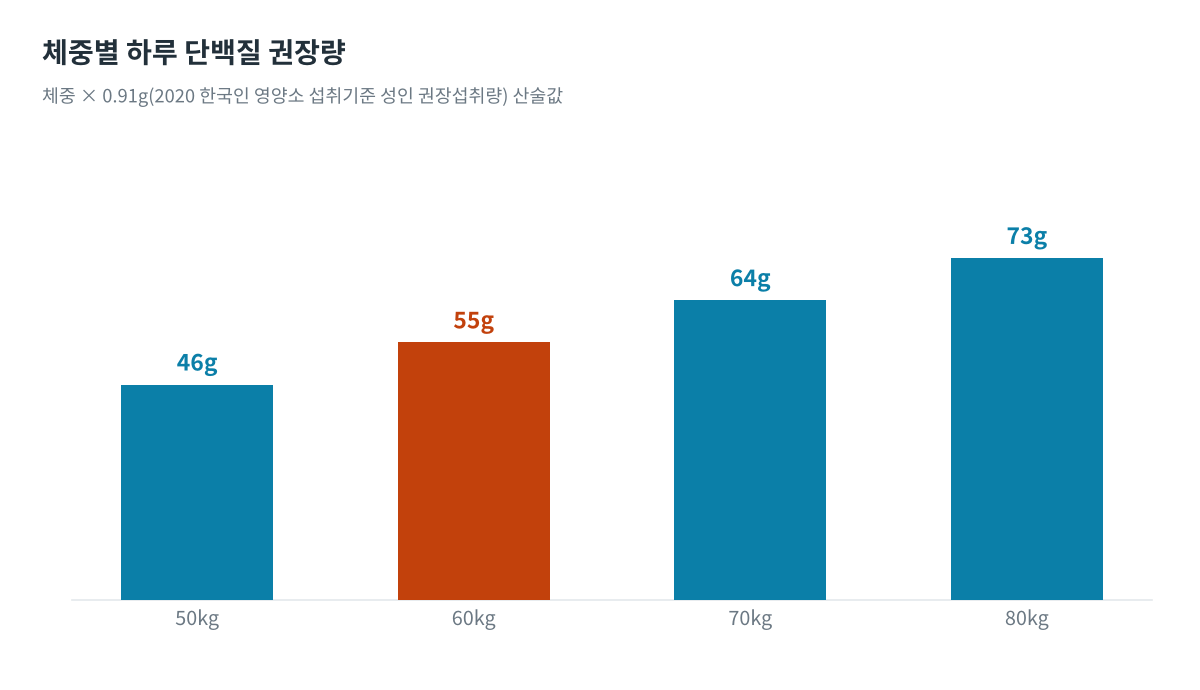 체중별 하루 단백질 권장량
체중 × 0.91g(2020 한국인 영양소 섭취기준 성인 권장섭취량) 산술값
46g
55g
64g
73g
50kg
60kg
70kg
80kg